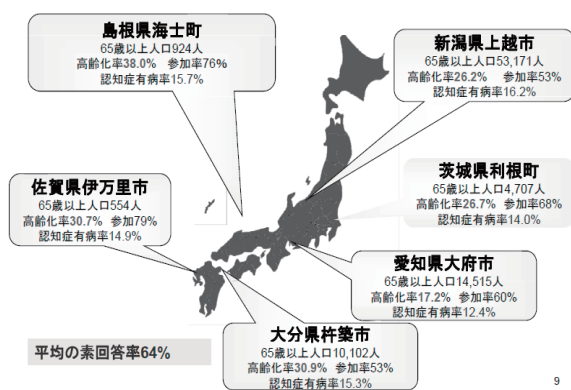 島根県海士町
65歳以上人口924人
高齢化率38.0% 参加率76%
認知症有病率15.7%
新潟県上越市
65歳以上人口53,171人
高齢化率26.2% 参加率53%
認知症有病率16.2%
佐賀県伊万里市
65歳以上人口554人
高齢化率30.7% 参加79%
認知症有病率14.9%
茨城県利根町
65歳以上人口4,707人
高齢化率26.7% 参加率68%
認知症有病率14.0%
愛知県大府市
65歳以上人口14,515人
高齢化率17.2% 参加率60%
認知症有病率12.4%
大分県杵築市
65歳以上人口10,102人
高齢化率30.9% 参加率53%
認知症有病率15.3%
平均の素回答率64%
9